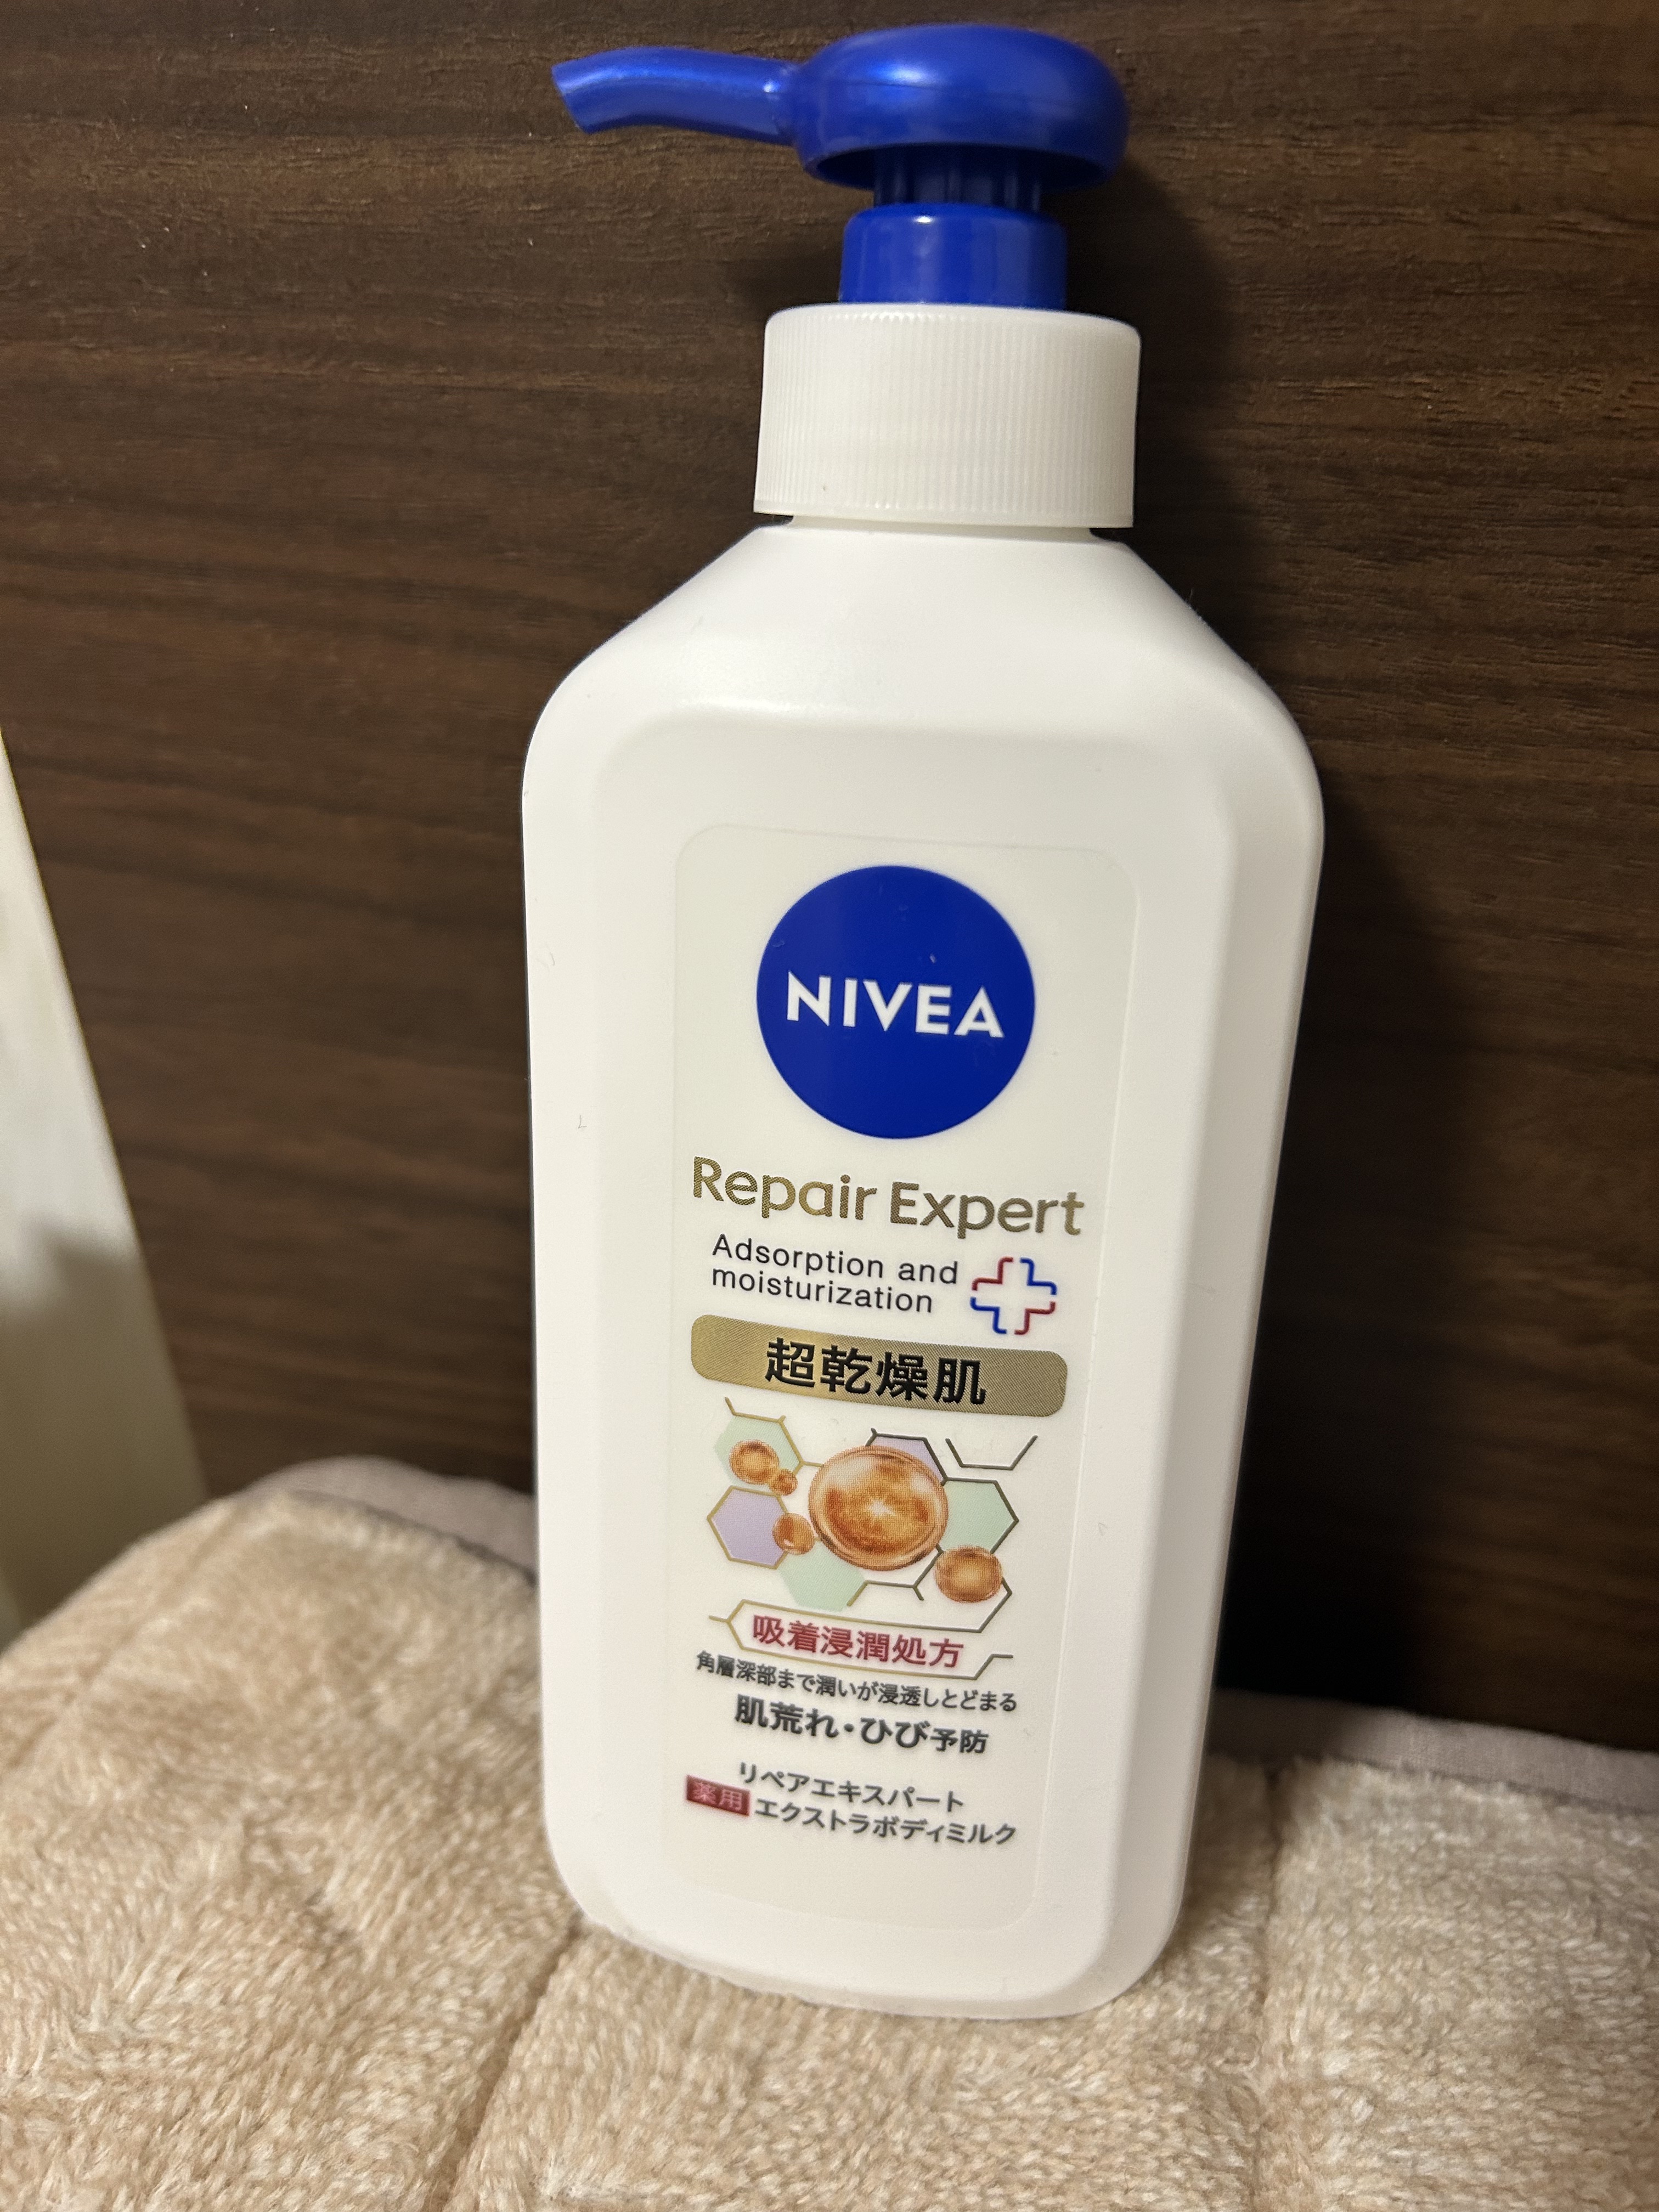 NIVEA
Repair Expert
Adsorption and
moisturization
超乾燥肌
吸着浸潤処方
角層深部まで潤いが浸透しとどまる
肌荒れ・ひび予防
リペアエキスパート
薬用 エクストラボディミルク